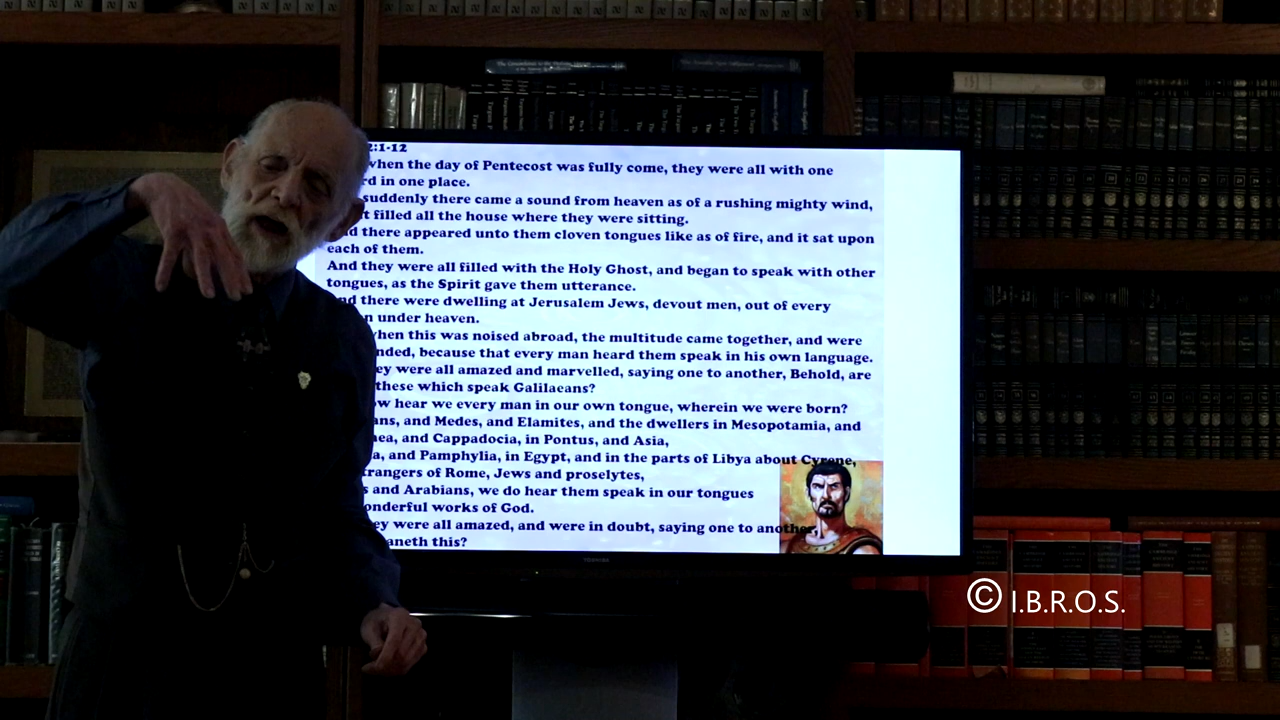 2:1-12
when the day of Pentecost was fully come, they were all with one
rd in one place.
suddenly there came a sound from heaven as of a rushing mighty wind,
t filled all the house where they were sitting.
nd there appeared unto them cloven tongues like as of fire, and it sat upon
each of them.
And they were all filled with the Holy Ghost, and began to speak with other
tongues, as the Spirit gave them utterance.
nd there were dwelling at Jerusalem Jews, devout men, out of every
n under heaven.
when this was noised abroad, the multitude came together, and were
nded, because that every man heard them speak in his own language.
ey were all amazed and marvelled, saying one to another, Behold, are
these which speak Galilaeans?
ow hear we every man in our own tongue, wherein we were born?
ans, and Medes, and Elamites, and the dwellers in Mesopotamia, and
aea, and Cappadocia, in Pontus, and Asia,
a, and Pamphylia, in Egypt, and in the parts of Libya about Cyrene,
trangers of Rome, Jews and proselytes,
s and Arabians, we do hear them speak in our tongues
onderful works of God.
ey were all amazed, and were in doubt, saying one to another,
aneth this?
TOSHIBA
© I.B.R.O.S.